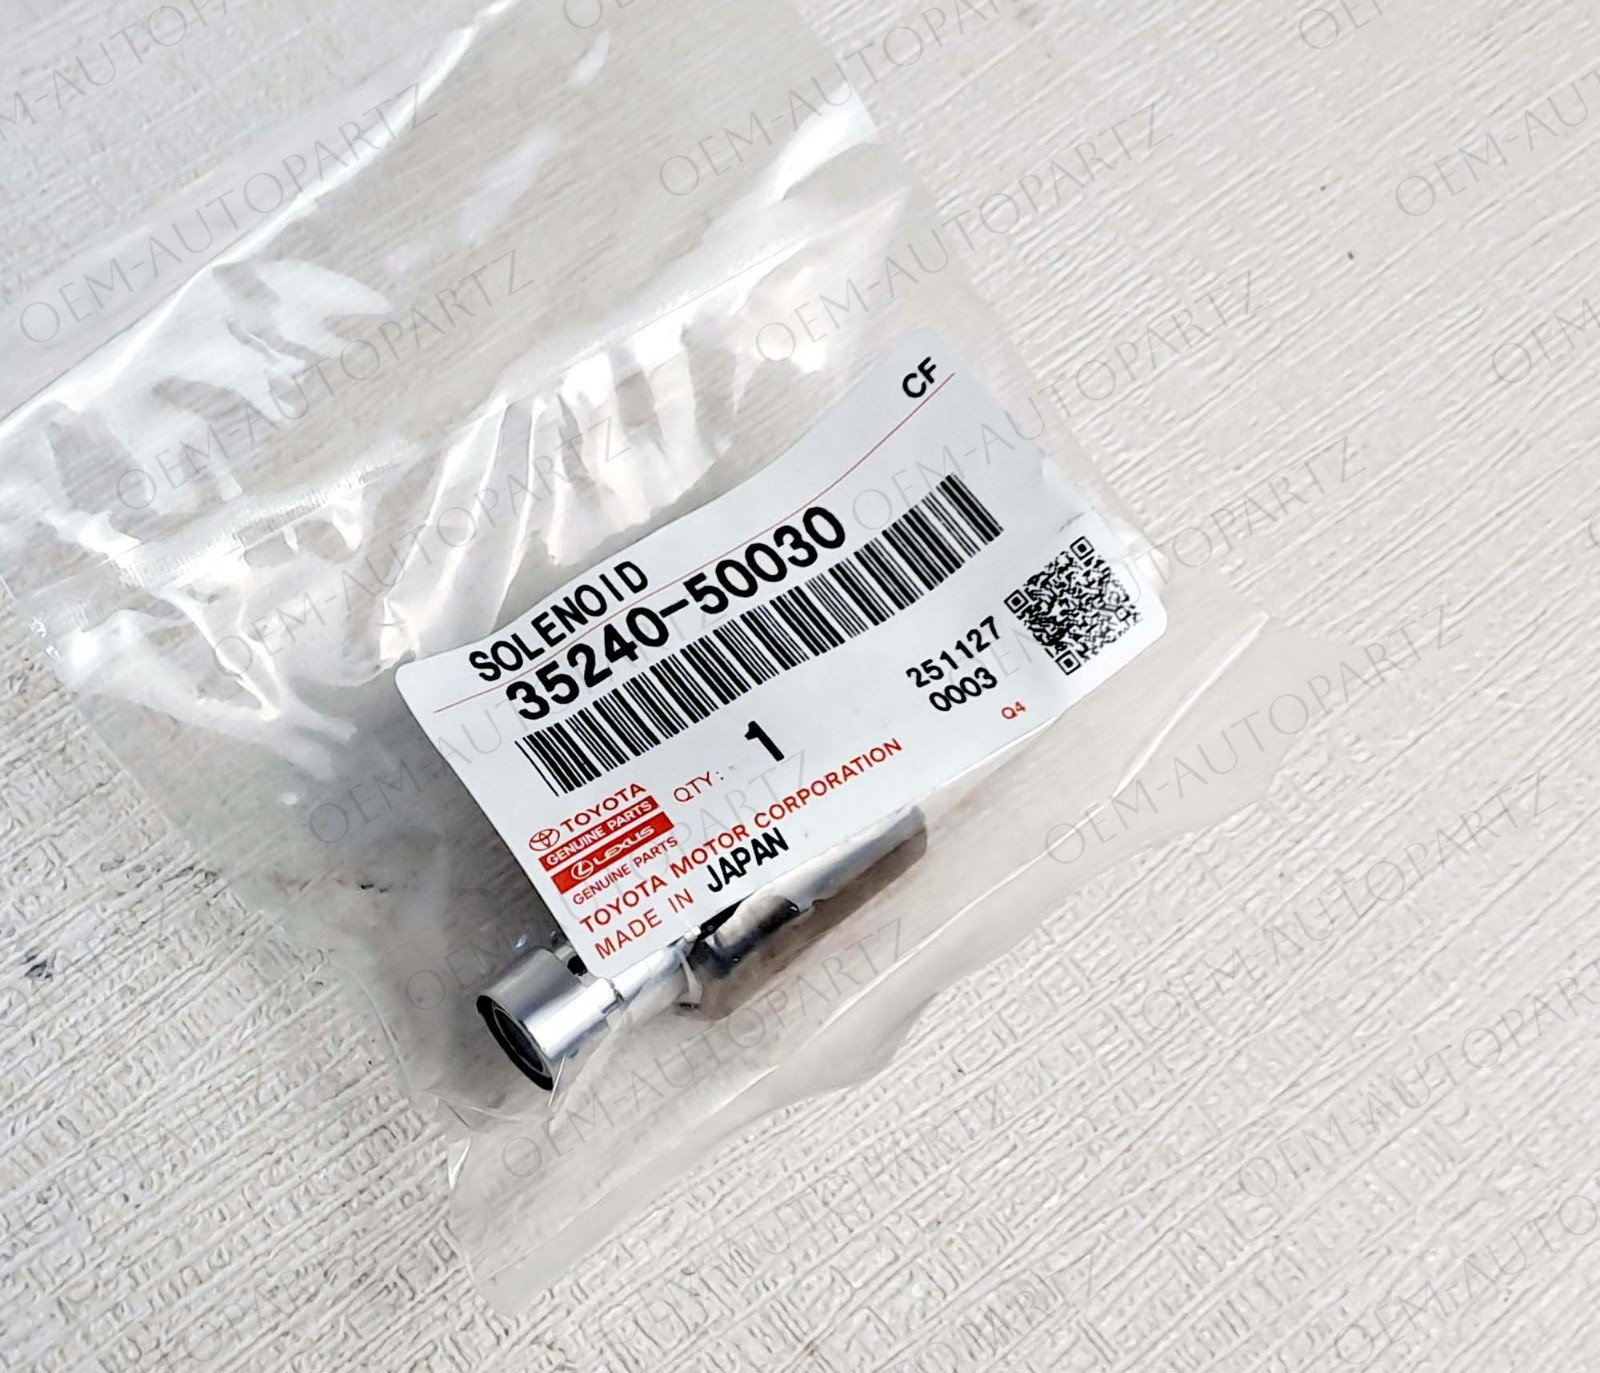 CF
SOLENOID
35240-50030
251127
0003
Q4
QTY: 1
TOYOTA
GENUINE PARTS
LEXUS
GENUINE PARTS
TOYOTA MOTOR CORPORATION
MADE IN JAPAN
OEM-AUTOPARTZ